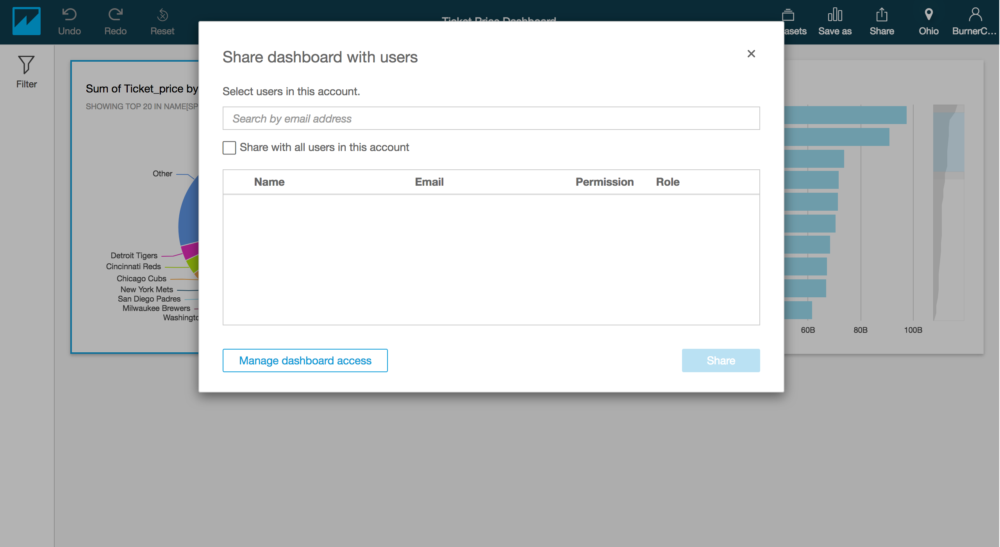 Undo
Redo
Reset
Ticket Price Dashboard
asets
Save as
Share
Ohio
BurnerC...
Filter
Sum of Ticket_price by
SHOWING TOP 20 IN NAME[SP
Other
Detroit Tigers
Cincinnati Reds
Chicago Cubs
New York Mets
San Diego Padres
Milwaukee Brewers
Washingto
Share dashboard with users
Select users in this account.
Search by email address
Share with all users in this account
Name
Email
Permission
Role
Manage dashboard access
Share
60B
80B
100B